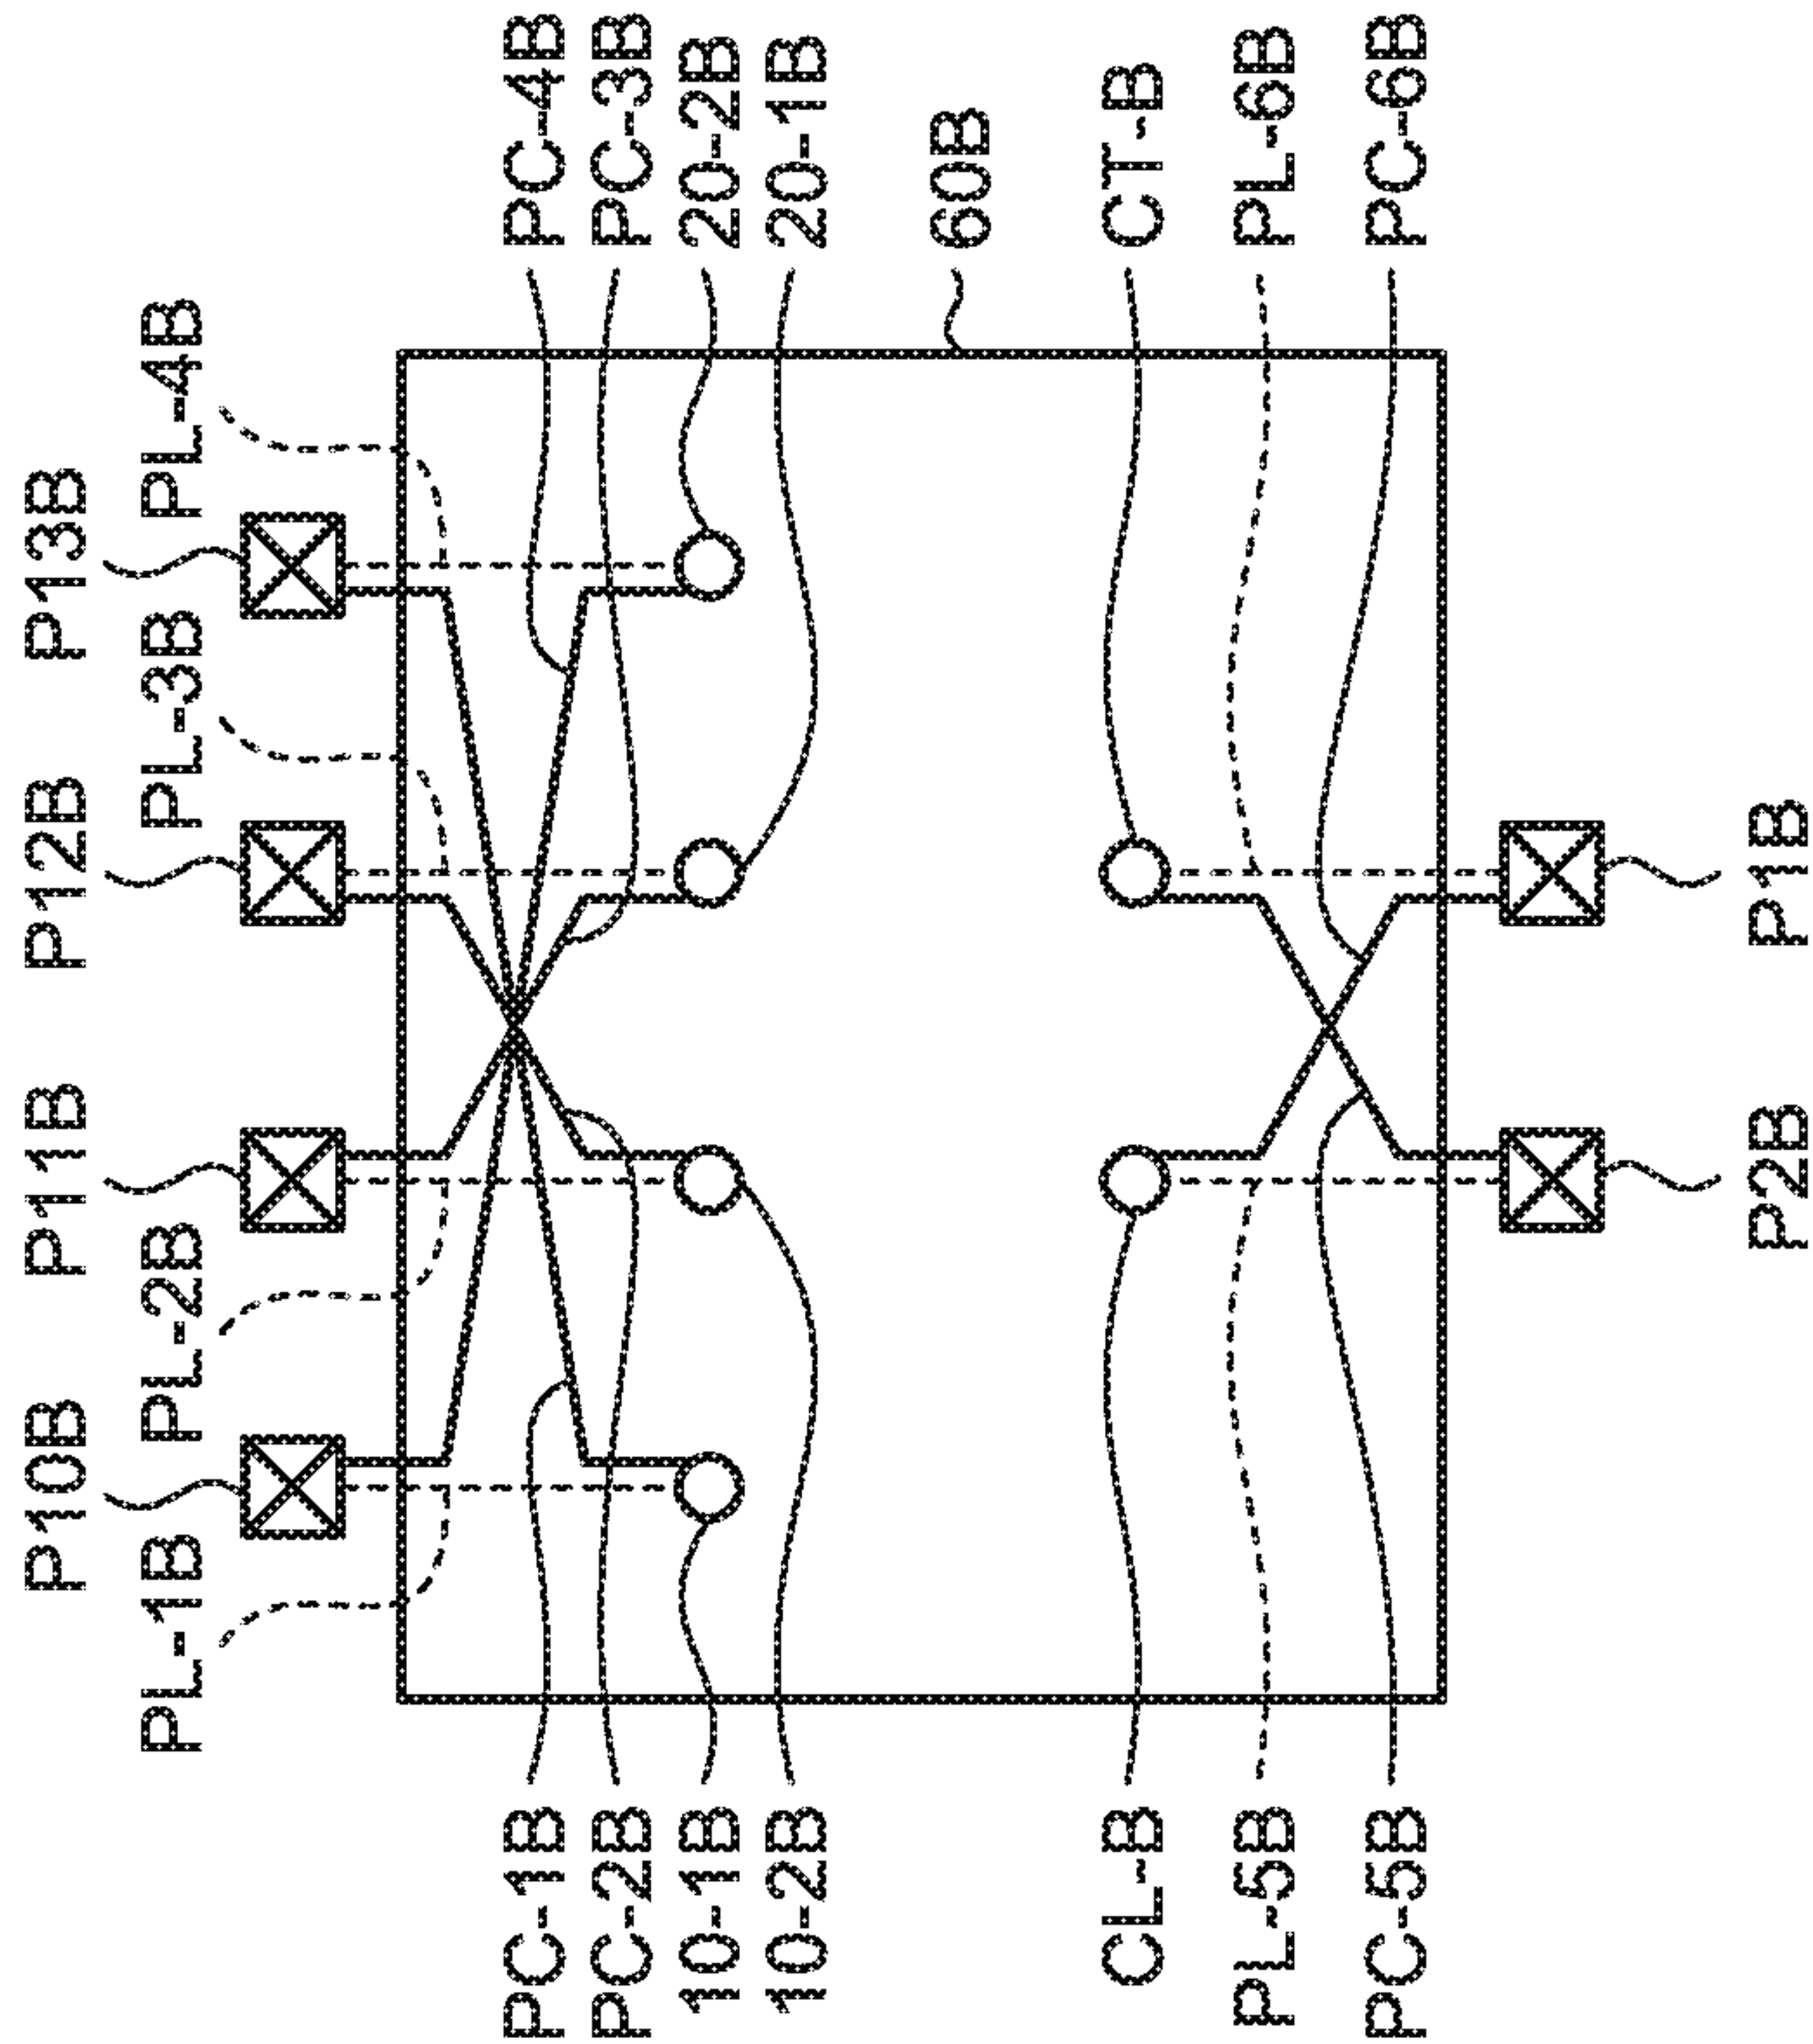 P10B
P11B
P12B
P13B
PL-1B
PL-2B
PL-3B
PL-4B
PC-1B
PC-4B
PC-2B
PC-3B
10-1B
20-2B
10-2B
20-1B
60B
CL-B
CT-B
PL-5B
PL-6B
PC-5B
PC-6B
P2B
P1B